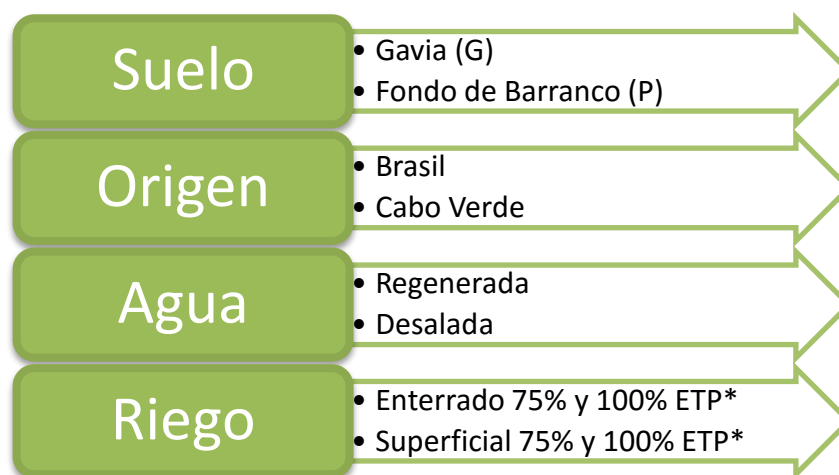 Suelo
• Gavia (G)
• Fondo de Barranco (P)
Origen
• Brasil
• Cabo Verde
Agua
• Regenerada
• Desalada
Riego
• Enterrado 75% y 100% ETP*
• Superficial 75% y 100% ETP*